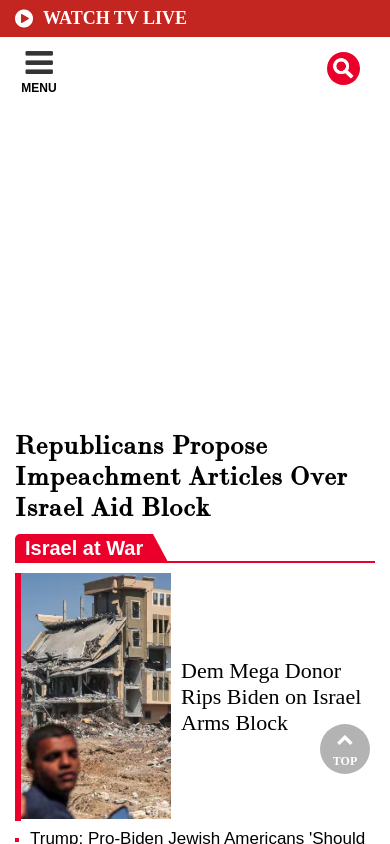 WATCH TV LIVE
MENU
Republicans Propose
Impeachment Articles Over
Israel Aid Block
Israel at War
Dem Mega Donor
Rips Biden on Israel
Arms Block
TOP
Trump: Pro-Biden Jewish Americans 'Should